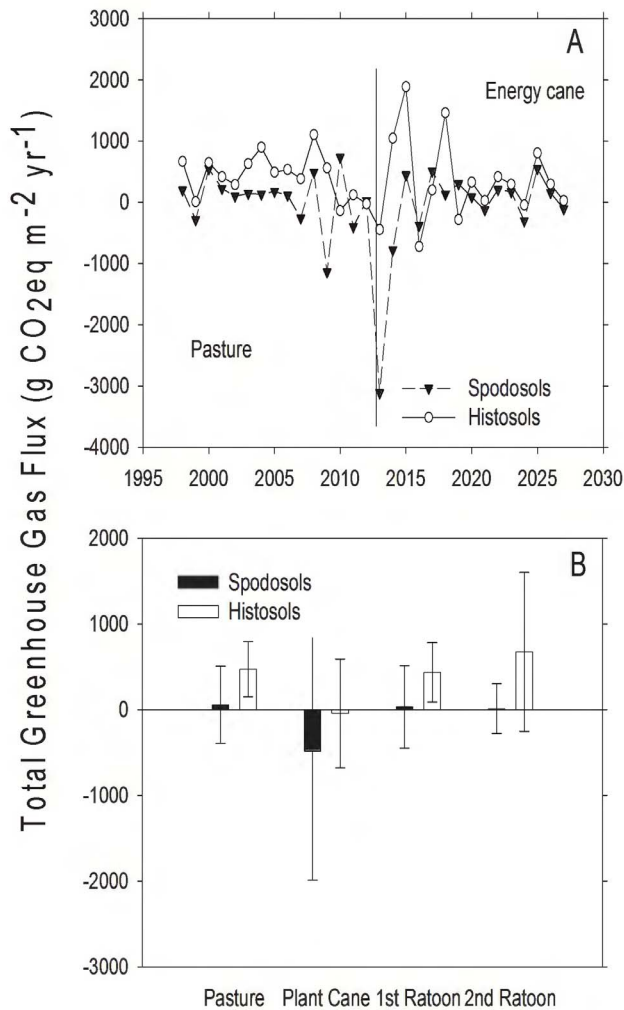 Total Greenhouse Gas Flux (g CO2eq m-2 yr-1)
3000
A
2000
Energy cane
1000
0
-1000
-2000
Pasture
-3000
Spodosols
Histosols
-4000
1995 2000 2005 2010 2015 2020 2025 2030
2000
B
Spodosols
Histosols
1000
0
-1000
-2000
-3000
Pasture Plant Cane 1st Ratoon 2nd Ratoon